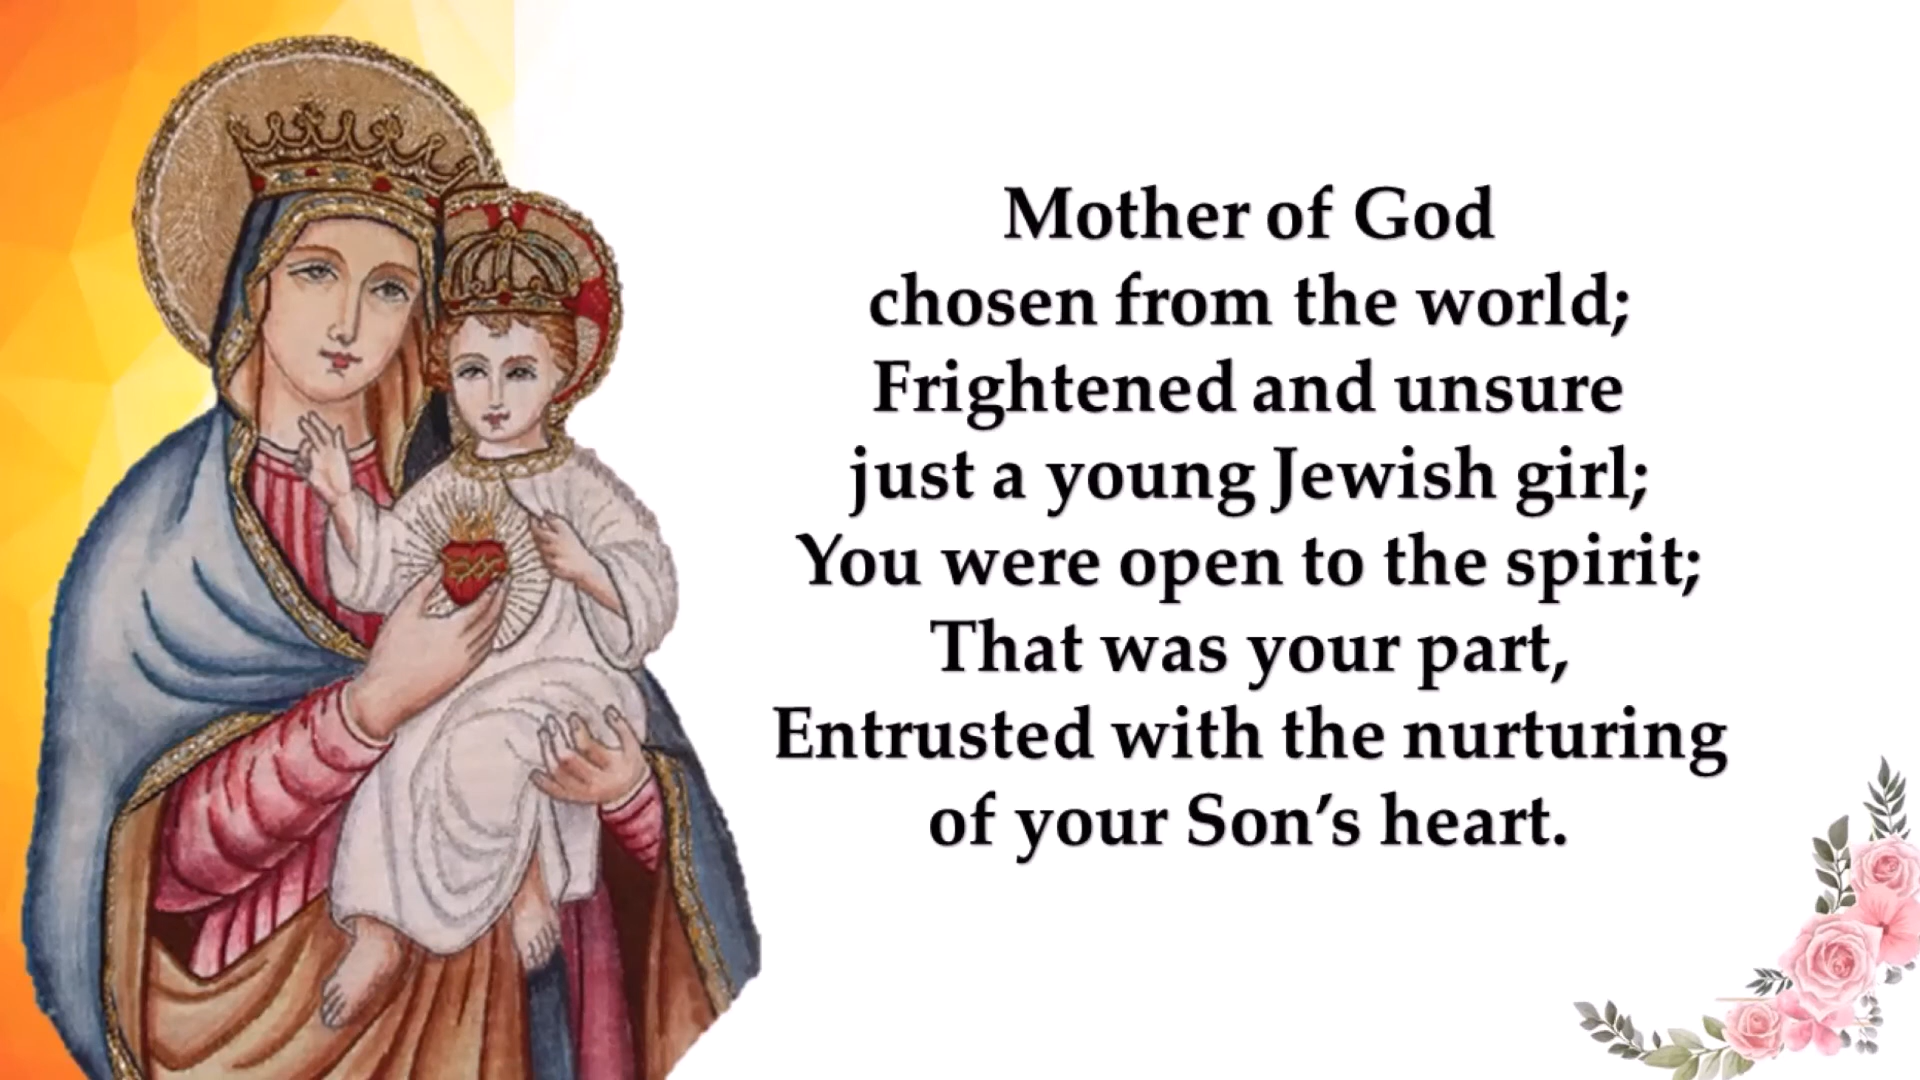 Mother of God
chosen from the world;
Frightened and unsure
just a young Jewish girl;
You were open to the spirit;
That was your part,
Entrusted with the nurturing
of your Son’s heart.